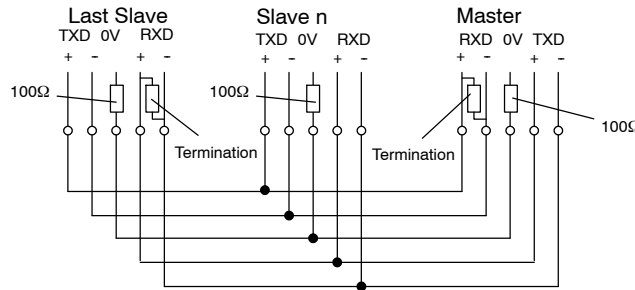 Last Slave Slave n Master
TXD 0V RXD TXD 0V RXD RXD 0V TXD
+ − + − + − + − + − + −
100Ω 100Ω 100Ω
Termination Termination